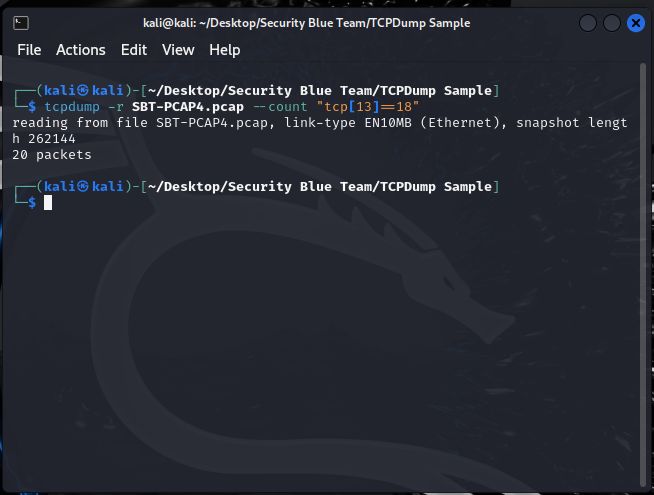 kali@kali: ~/Desktop/Security Blue Team/TCPDump Sample
File Actions Edit View Help
┌──(kali㉿kali)-[~/Desktop/Security Blue Team/TCPDump Sample]
└─$ tcpdump -r SBT-PCAP4.pcap --count "tcp[13]==18"
reading from file SBT-PCAP4.pcap, link-type EN10MB (Ethernet), snapshot lengt
h 262144
20 packets
┌──(kali㉿kali)-[~/Desktop/Security Blue Team/TCPDump Sample]
└─$